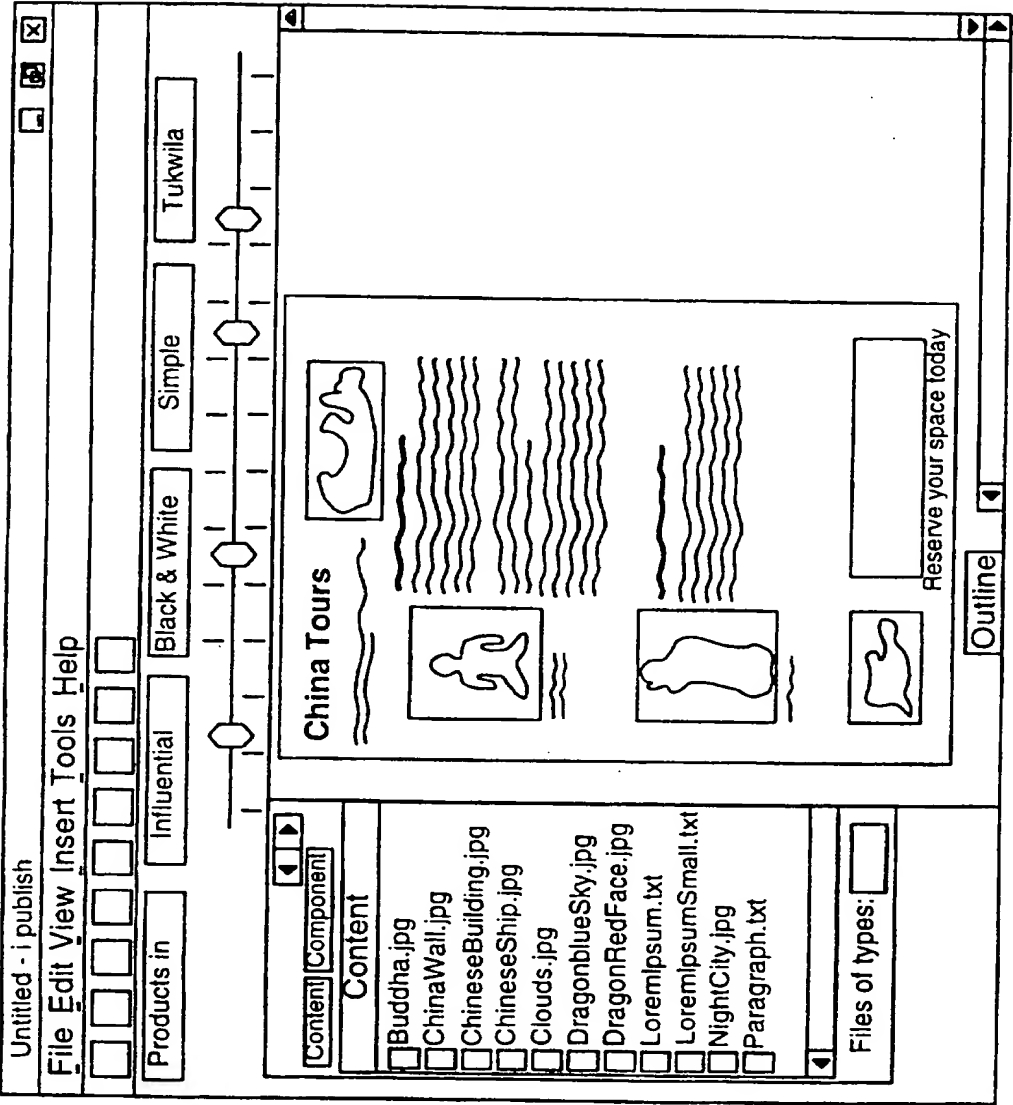 Untitled - i publish
File Edit View Insert Tools Help
Products in Influential Black & White Simple Tukwila
Content Component
Content
Buddha.jpg
ChinaWall.jpg
ChineseBuilding.jpg
ChineseShip.jpg
Clouds.jpg
DragonblueSky.jpg
DragonRedFace.jpg
LoremIpsum.txt
LoremIpsumSmall.txt
NightCity.jpg
Paragraph.txt
Files of types:
China Tours
Reserve your space today
Outline